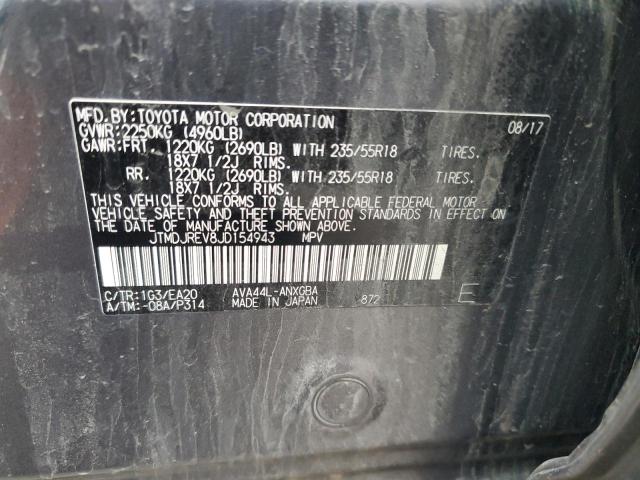 MFD.BY:TOYOTA MOTOR CORPORATION 08/17
GVWR:2250KG (4960LB)
GAWR:FRT. 1220KG (2690LB) WITH 235/55R18 TIRES.
18X7 1/2J RIMS.
RR. 1220KG (2690LB) WITH 235/55R18 TIRES.
18X7 1/2J RIMS.
THIS VEHICLE CONFORMS TO ALL APPLICABLE FEDERAL MOTOR
VEHICLE SAFETY AND THEFT PREVENTION STANDARDS IN EFFECT ON
THE DATE OF MANUFACTURE SHOWN ABOVE.
JTMDJREV8JD154943 MPV
C/TR:1G3/EA20 AVA44L-ANXGBA
A/TM:-08A/P314 MADE IN JAPAN 872 E